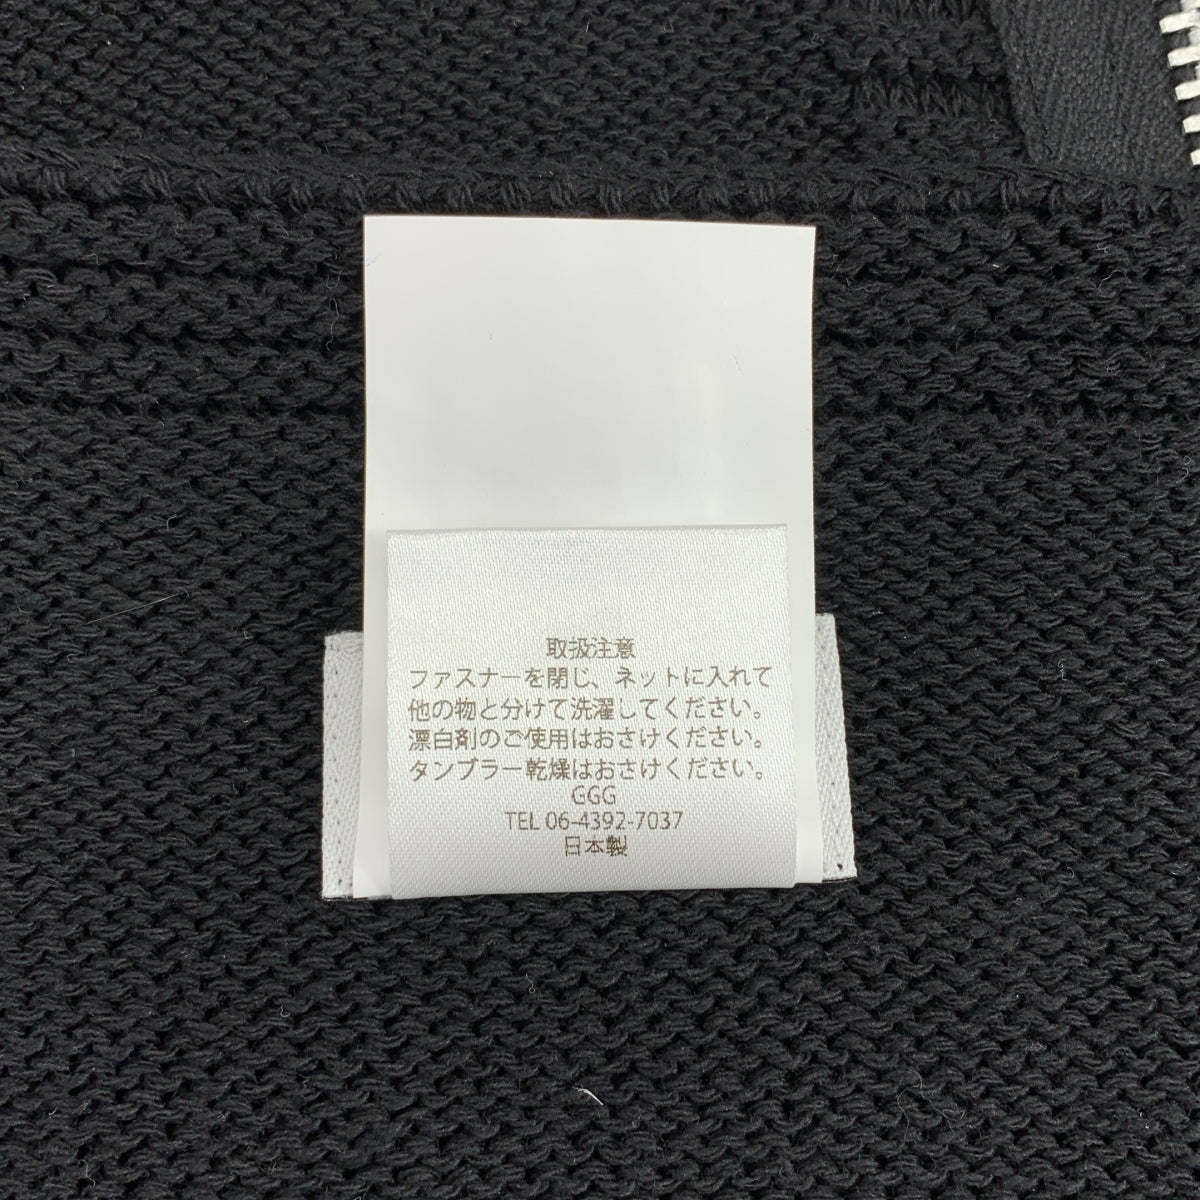 取扱注意
ファスナーを閉じ、ネットに入れて
他の物と分けて洗濯してください。
漂白剤のご使用はおさけください。
タンブラー乾燥はおさけください。
GGG
TEL 06-4392-7037
日本製